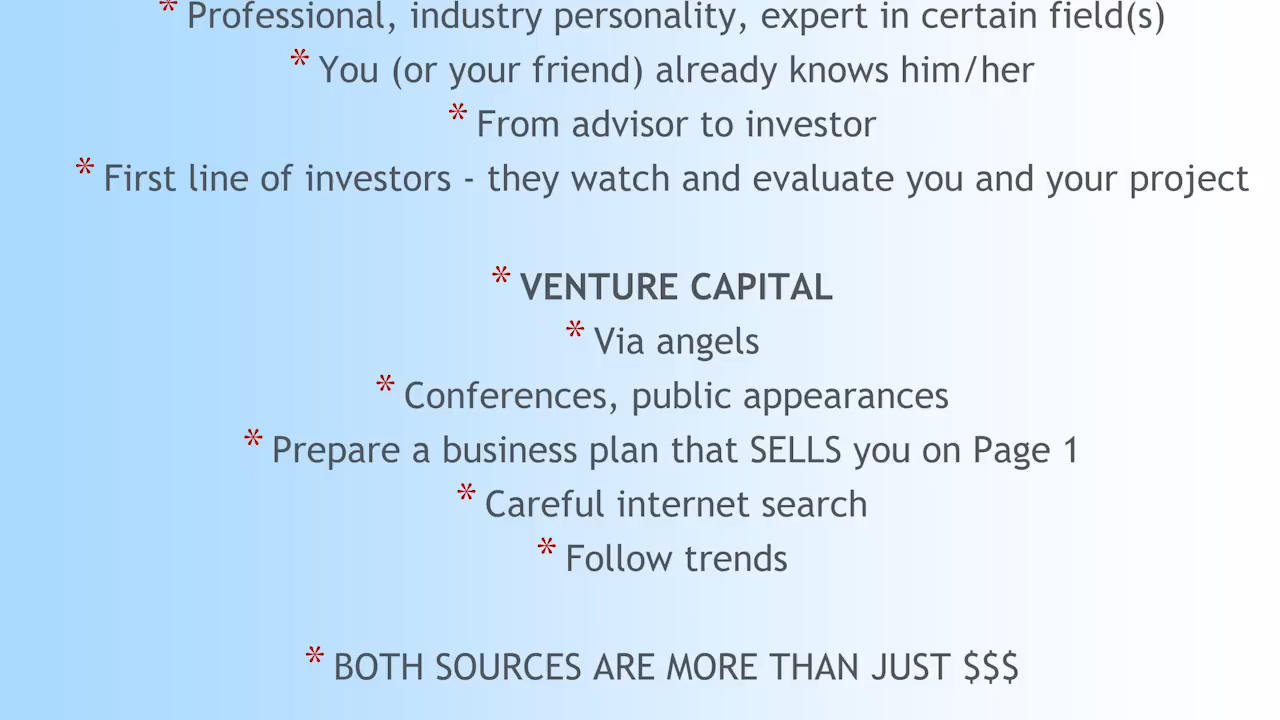 * Professional, industry personality, expert in certain field(s)
* You (or your friend) already knows him/her
* From advisor to investor
* First line of investors - they watch and evaluate you and your project
* VENTURE CAPITAL
* Via angels
* Conferences, public appearances
* Prepare a business plan that SELLS you on Page 1
* Careful internet search
* Follow trends
* BOTH SOURCES ARE MORE THAN JUST $$$